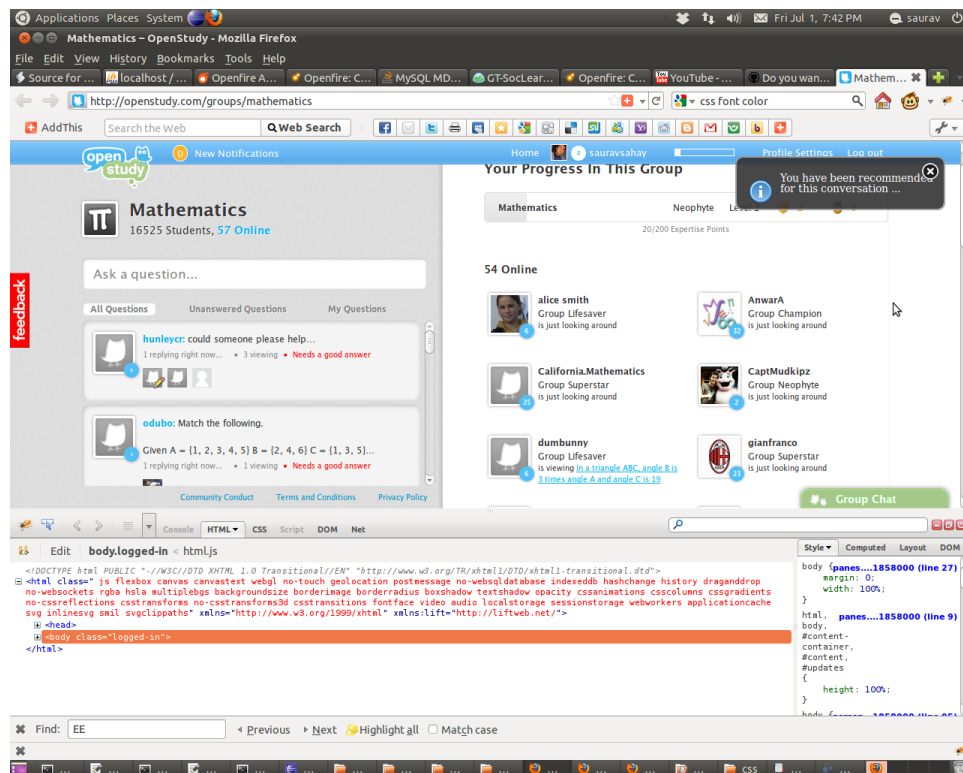 Applications Places System
Fri Jul 1, 7:42 PM saurav
Mathematics – OpenStudy - Mozilla Firefox
File Edit View History Bookmarks Tools Help
Source for ... localhost / ... Openfire A... Openfire: C... MySQL MD... GT-SocLear... Openfire: C... YouTube -... Do you wan... Mathem...
http://openstudy.com/groups/mathematics
css font color
AddThis Search the Web Web Search
open study
0 New Notifications
Home 2 sauravsahay Profile Settings Log out
You have been recommended
for this conversation ...
Mathematics
16525 Students, 57 Online
Ask a question...
All Questions Unanswered Questions My Questions
hunleycr: could someone please help...
1 replying right now... • 3 viewing • Needs a good answer
odubo: Match the following.
Given A = {1, 2, 3, 4, 5} B = {2, 4, 6} C = {1, 3, 5}...
1 replying right now... • 1 viewing • Needs a good answer
Community Conduct Terms and Conditions Privacy Policy
feedback
Your Progress In This Group
Mathematics Neophyte
20/200 Expertise Points
54 Online
alice smith
Group Lifesaver
is just looking around
6
AnwarA
Group Champion
is just looking around
32
California.Mathematics
Group Superstar
is just looking around
25
CaptMudkipz
Group Neophyte
is just looking around
2
dumbunny
Group Lifesaver
is viewing In a triangle ABC, angle B is
3 times angle A and angle C is 19
6
gianfranco
Group Superstar
is just looking around
23
Group Chat
Console HTML CSS Script DOM Net
Edit body.logged-in < html.js
Style Computed Layout DOM
<!DOCTYPE html PUBLIC "-//W3C//DTD XHTML 1.0 Transitional//EN" "http://www.w3.org/TR/xhtml1/DTD/xhtml1-transitional.dtd">
<html class=" js flexbox canvas canvastext webgl no-touch geolocation postmessage no-websqldatabase indexeddb hashchange history draganddrop
no-websockets rgba hsla multiplebgs backgroundsize borderimage borderradius boxshadow textshadow opacity cssanimations csscolumns cssgradients
no-cssreflections csstransforms no-csstransforms3d csstransitions fontface video audio localstorage sessionstorage webworkers applicationcache
svg inlinesvg smil svgclippaths" xmlns="http://www.w3.org/1999/xhtml" xmlns:lift="http://liftweb.net/">
<head>
<body class="logged-in">
</html>
body { panes....1858000 (line 27)
margin: 0;
width: 100%;
}
html, panes....1858000 (line 9)
body,
#content-
container,
#content,
#updates
{
height: 100%;
}
Find: EE Previous Next Highlight all Match case
css